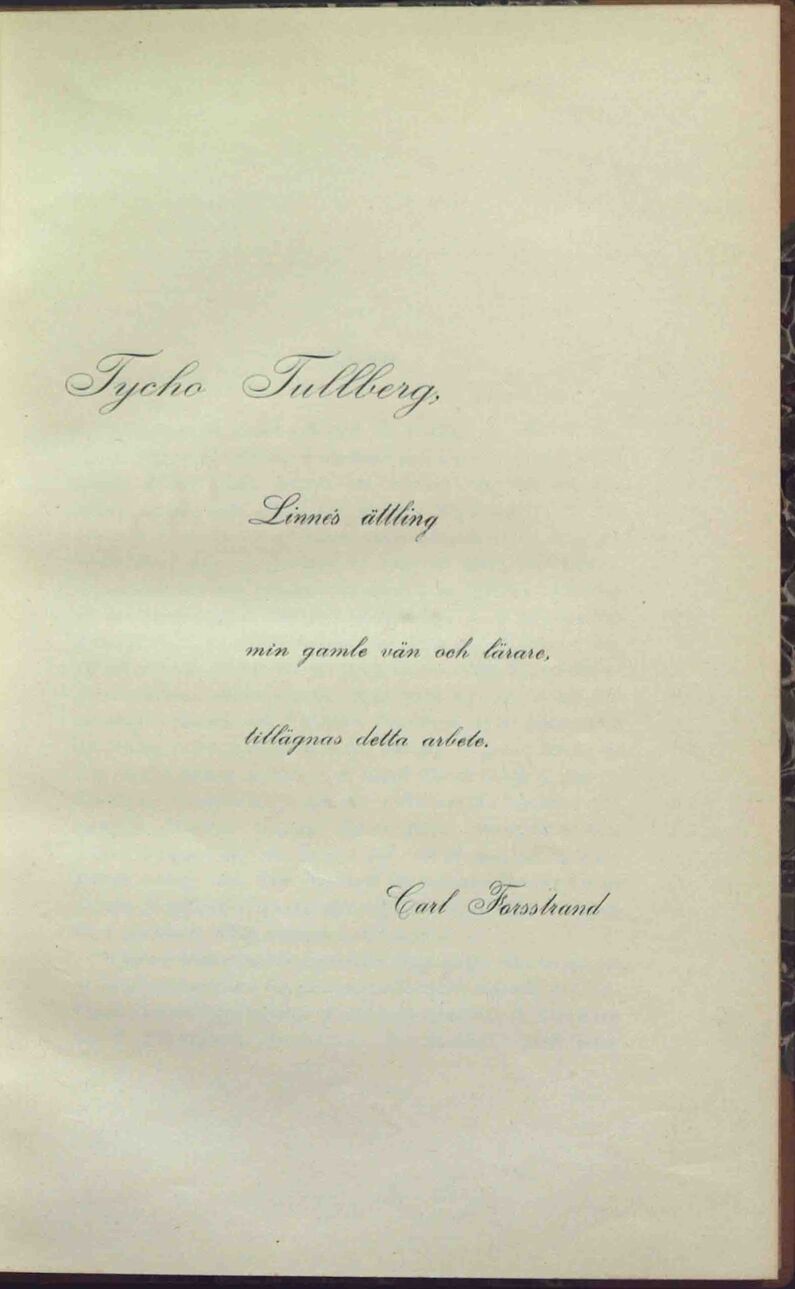 Tycho Tullberg,
Linnés ättling
min gamle vän och lärare,
tillägnas detta arbete.
Carl Forsstrand